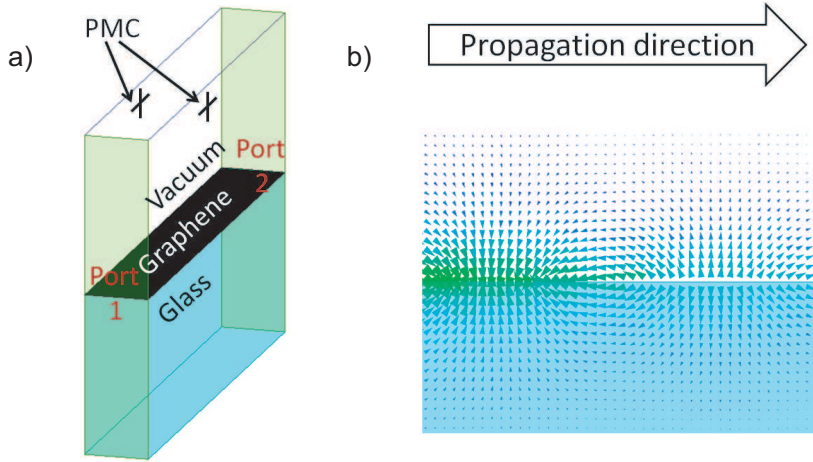 a)
PMC
Vacuum
Port
2
Graphene
Port
1
Glass
b)
Propagation direction